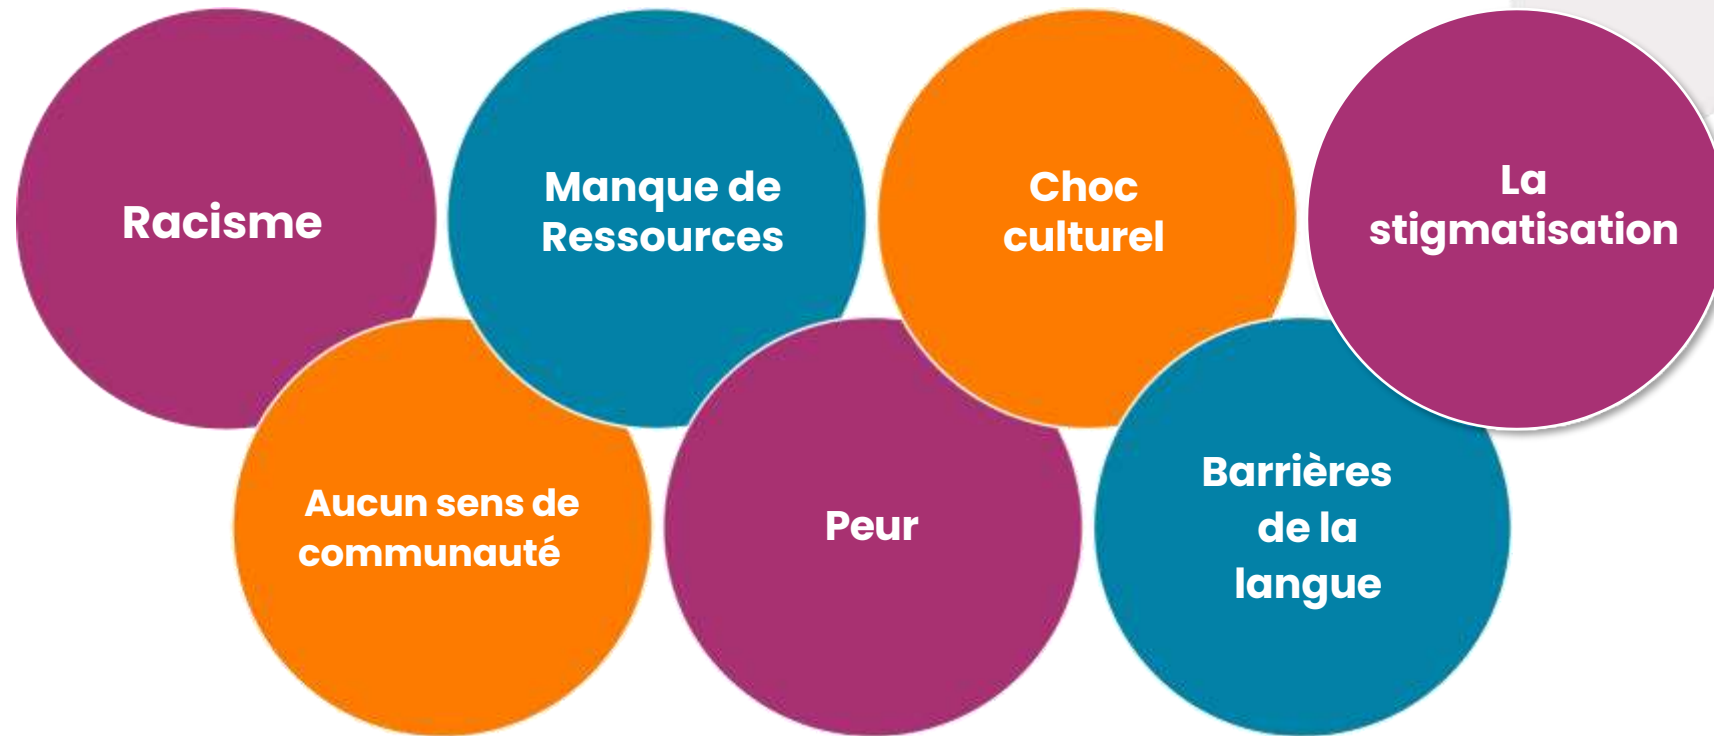 Racisme
Manque de
Ressources
Choc
culturel
La
stigmatisation
Aucun sens de
communauté
Peur
Barrières
de la
langue